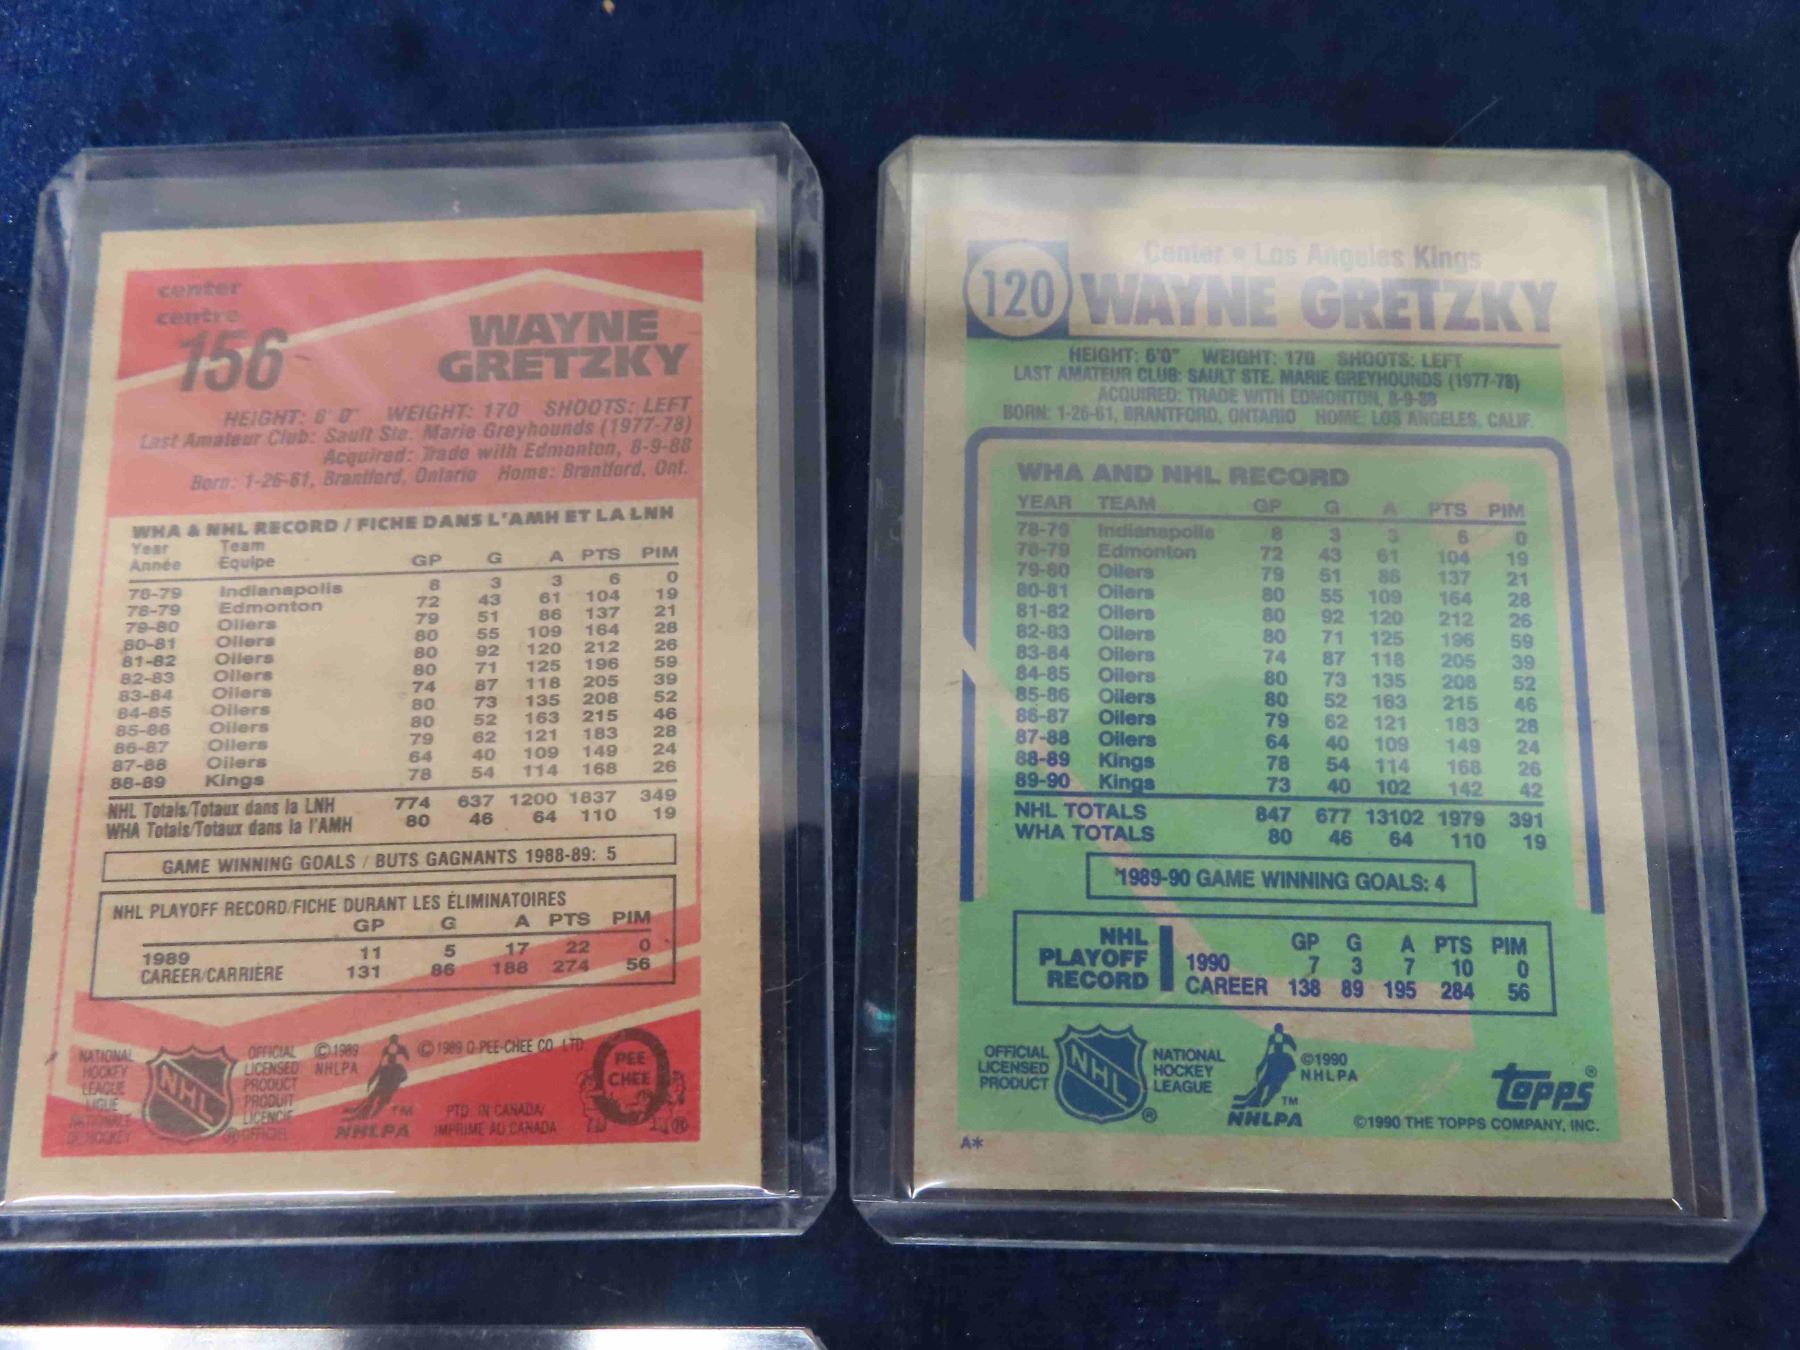 center
centre
156
WAYNE
GRETZKY
HEIGHT: 6'0" WEIGHT: 170 SHOOTS: LEFT
Last Amateur Club: Sault Ste. Marie Greyhounds (1977-78)
Acquired: Trade with Edmonton, 8-9-88
Born: 1-26-61, Brantford, Ontario Home: Brantford, Ont.
WHA & NHL RECORD / FICHE DANS L'AMH ET LA LNH
Year Team
Année Équipe GP G A PTS PIM
78-79 Indianapolis 8 3 3 6 0
78-79 Edmonton 72 43 61 104 19
79-80 Oilers 79 51 86 137 21
80-81 Oilers 80 55 109 164 28
81-82 Oilers 80 92 120 212 26
82-83 Oilers 80 71 125 196 59
83-84 Oilers 74 87 118 205 39
84-85 Oilers 80 73 135 208 52
85-86 Oilers 80 52 163 215 46
86-87 Oilers 79 62 121 183 28
87-88 Oilers 64 40 109 149 24
88-89 Kings 78 54 114 168 26
NHL Totals/Totaux dans la LNH 774 637 1200 1837 349
WHA Totals/Totaux dans la l'AMH 80 46 64 110 19
GAME WINNING GOALS / BUTS GAGNANTS 1988-89: 5
NHL PLAYOFF RECORD/FICHE DURANT LES ÉLIMINATOIRES
GP G A PTS PIM
1989 11 5 17 22 0
CAREER/CARRIÈRE 131 86 188 274 56
NATIONAL
HOCKEY
LEAGUE
LIGUE
NATIONALE
DE HOCKEY
NHL
®
OFFICIAL
LICENSED
PRODUCT
PRODUIT
LICENCIÉ
OFFICIEL
©1989
NHLPA
TM
NHLPA
©1989 O-PEE-CHEE CO. LTD.
PTD. IN CANADA/
IMPRIMÉ AU CANADA
PEE
CHEE
®
120
Center • Los Angeles Kings
WAYNE GRETZKY
HEIGHT: 6'0" WEIGHT: 170 SHOOTS: LEFT
LAST AMATEUR CLUB: SAULT STE. MARIE GREYHOUNDS (1977-78)
ACQUIRED: TRADE WITH EDMONTON, 8-9-88
BORN: 1-26-61, BRANTFORD, ONTARIO HOME: LOS ANGELES, CALIF.
WHA AND NHL RECORD
YEAR TEAM GP G A PTS PIM
78-79 Indianapolis 8 3 3 6 0
78-79 Edmonton 72 43 61 104 19
79-80 Oilers 79 51 86 137 21
80-81 Oilers 80 55 109 164 28
81-82 Oilers 80 92 120 212 26
82-83 Oilers 80 71 125 196 59
83-84 Oilers 74 87 118 205 39
84-85 Oilers 80 73 135 208 52
85-86 Oilers 80 52 163 215 46
86-87 Oilers 79 62 121 183 28
87-88 Oilers 64 40 109 149 24
88-89 Kings 78 54 114 168 26
89-90 Kings 73 40 102 142 42
NHL TOTALS 847 677 13102 1979 391
WHA TOTALS 80 46 64 110 19
1989-90 GAME WINNING GOALS: 4
NHL
PLAYOFF
RECORD
GP G A PTS PIM
1990 7 3 7 10 0
CAREER 138 89 195 284 56
OFFICIAL
LICENSED
PRODUCT
NHL
®
NATIONAL
HOCKEY
LEAGUE
TM
NHLPA
©1990
NHLPA
topps®
©1990 THE TOPPS COMPANY, INC.
A*